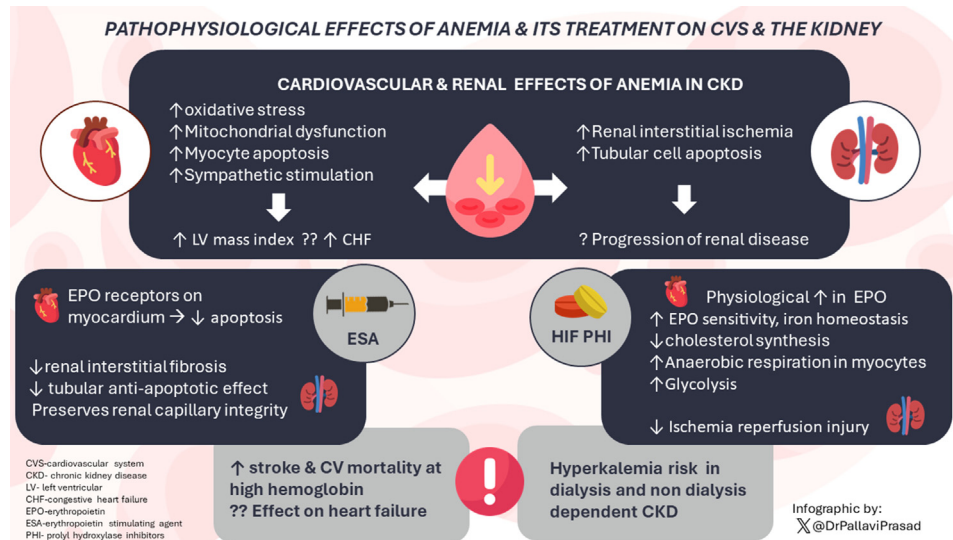 PATHOPHYSIOLOGICAL EFFECTS OF ANEMIA & ITS TREATMENT ON CVS & THE KIDNEY
CARDIOVASCULAR & RENAL EFFECTS OF ANEMIA IN CKD
↑oxidative stress
↑Mitochondrial dysfunction
↑Myocyte apoptosis
↑Sympathetic stimulation
↑ LV mass index ?? ↑ CHF
↑Renal interstitial ischemia
↑Tubular cell apoptosis
? Progression of renal disease
EPO receptors on
myocardium → ↓ apoptosis
↓renal interstitial fibrosis
↓ tubular anti-apoptotic effect
Preserves renal capillary integrity
ESA
HIF PHI
Physiological ↑ in EPO
↑ EPO sensitivity, iron homeostasis
↓cholesterol synthesis
↑Anaerobic respiration in myocytes
↑Glycolysis
↓ Ischemia reperfusion injury
↑ stroke & CV mortality at
high hemoglobin
?? Effect on heart failure
Hyperkalemia risk in
dialysis and non dialysis
dependent CKD
CVS-cardiovascular system
CKD- chronic kidney disease
LV- left ventricular
CHF-congestive heart failure
EPO-erythropoietin
ESA-erythropoietin stimulating agent
PHI- prolyl hydroxylase inhibitors
Infographic by:
X @DrPallaviPrasad